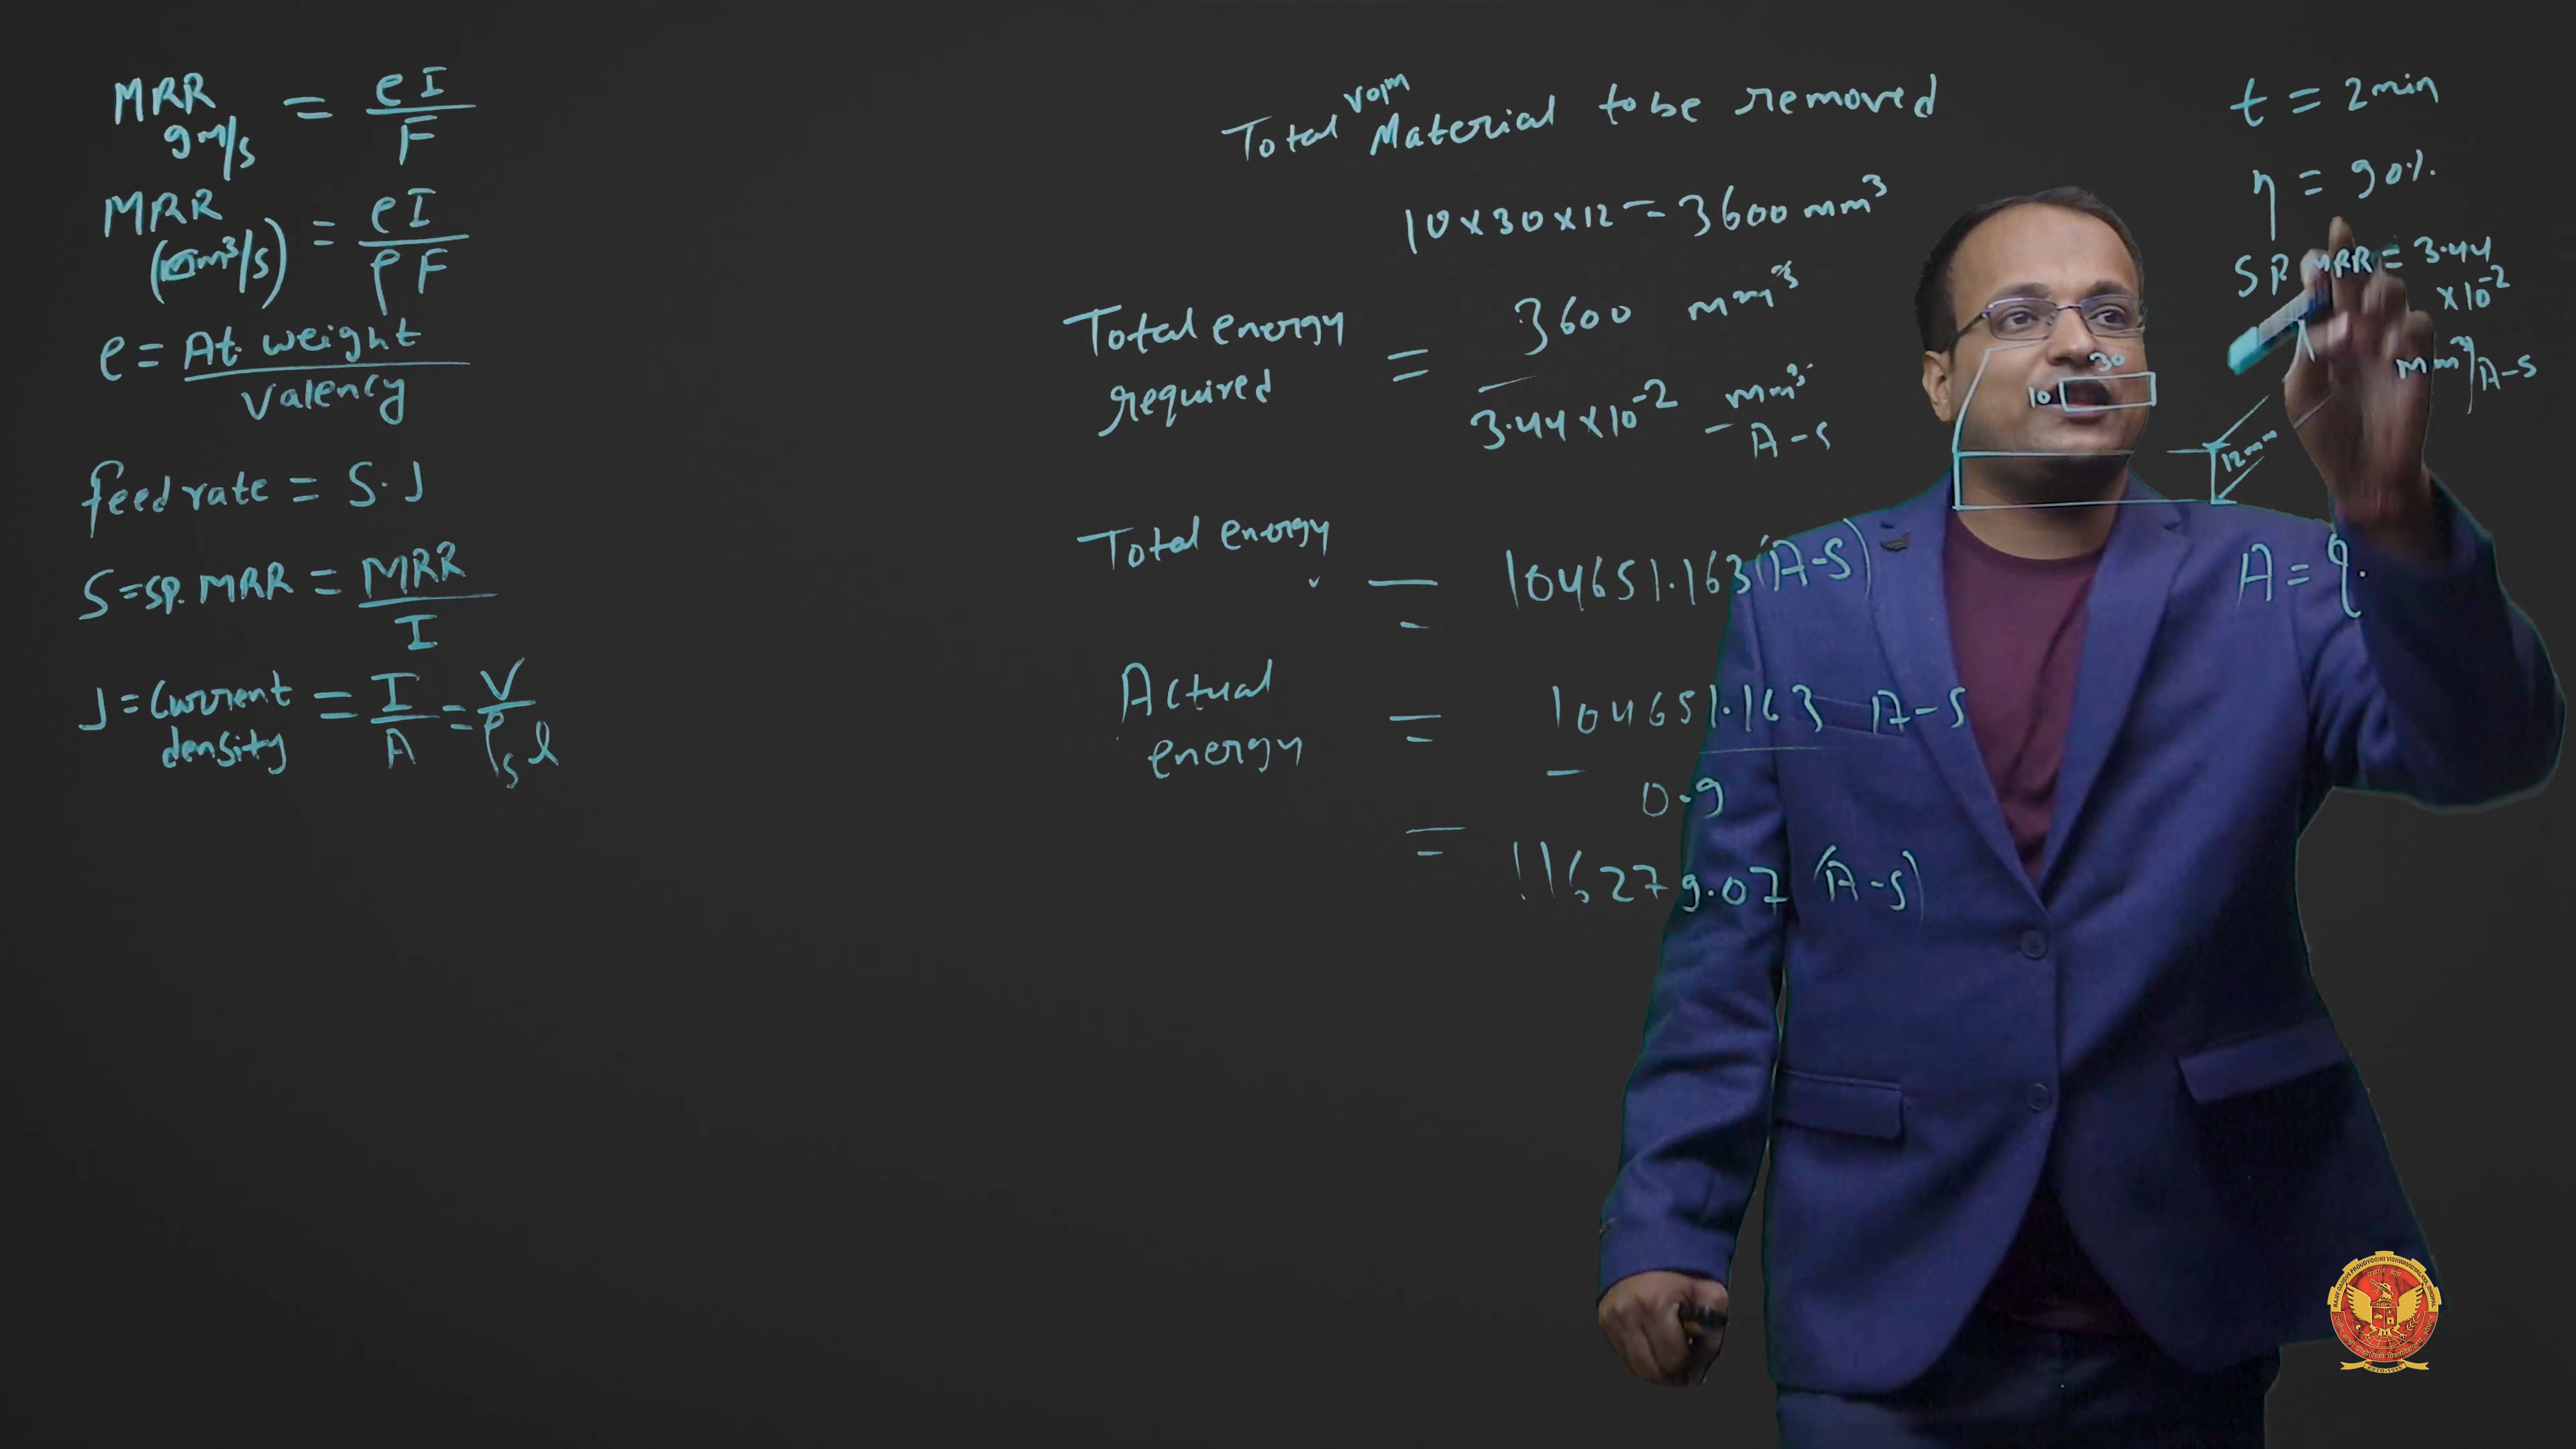 MRR gm/s = eI / F
MRR (cm³/s) = eI / ρF
e = At. weight / Valency
feed rate = S.J
S = SP. MRR = MRR / I
J = Current density = I / A = V / ρs l
Total volm Material to be removed
10 x 30 x 12 = 3600 mm³
Total energy required = 3600 mm³ / 3.44 x 10⁻² mm³ / A-S
Total energy = 104651.163 (A-S)
Actual energy = 104651.163 A-S / 0.9
= 116279.07 (A-S)
t = 2 min
η = 90%
SP. MRR = 3.44 x 10⁻² mm³/A-S
30
10
12mm
A = ?